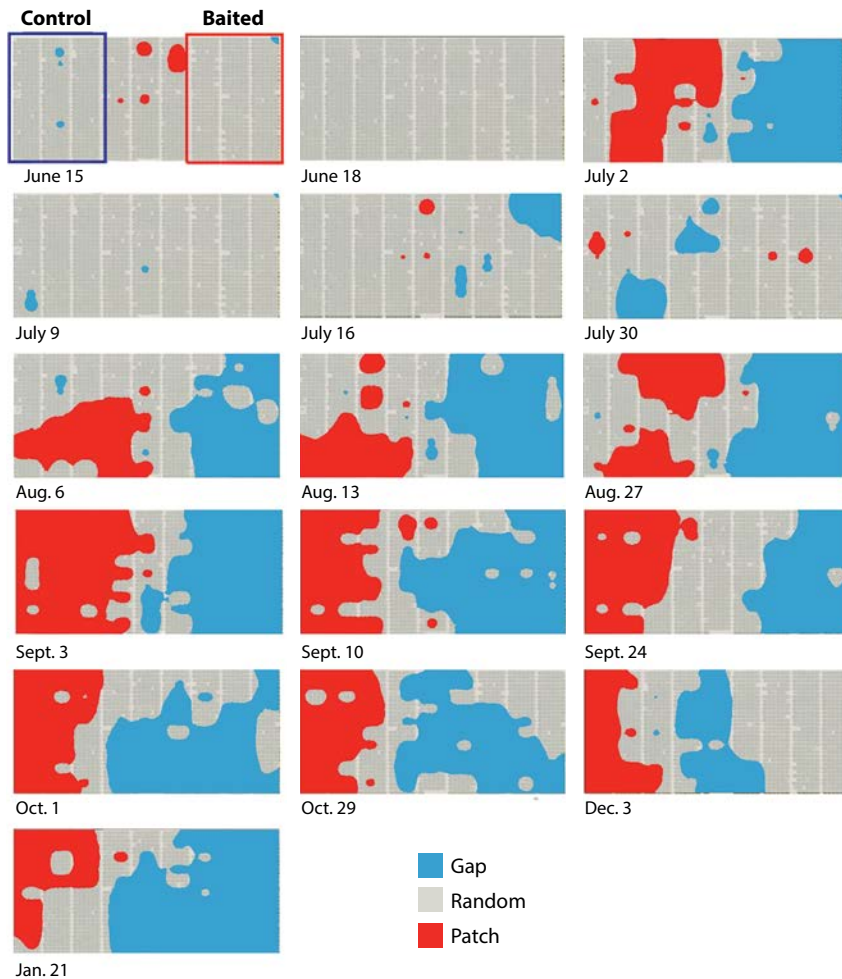 Control Baited
June 15 June 18 July 2
July 9 July 16 July 30
Aug. 6 Aug. 13 Aug. 27
Sept. 3 Sept. 10 Sept. 24
Oct. 1 Oct. 29 Dec. 3
Gap
Random
Patch
Jan. 21